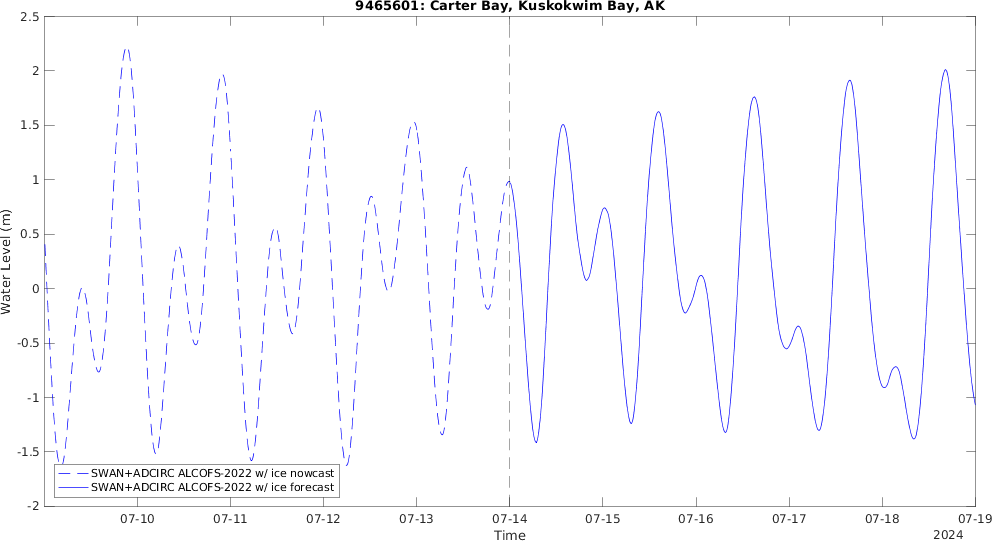 9465601: Carter Bay, Kuskokwim Bay, AK
2.5
2
1.5
1
0.5
0
-0.5
-1
-1.5
-2
Water Level (m)
SWAN+ADCIRC ALCOFS-2022 w/ ice nowcast
SWAN+ADCIRC ALCOFS-2022 w/ ice forecast
07-10 07-11 07-12 07-13 07-14 07-15 07-16 07-17 07-18 07-19
Time
2024